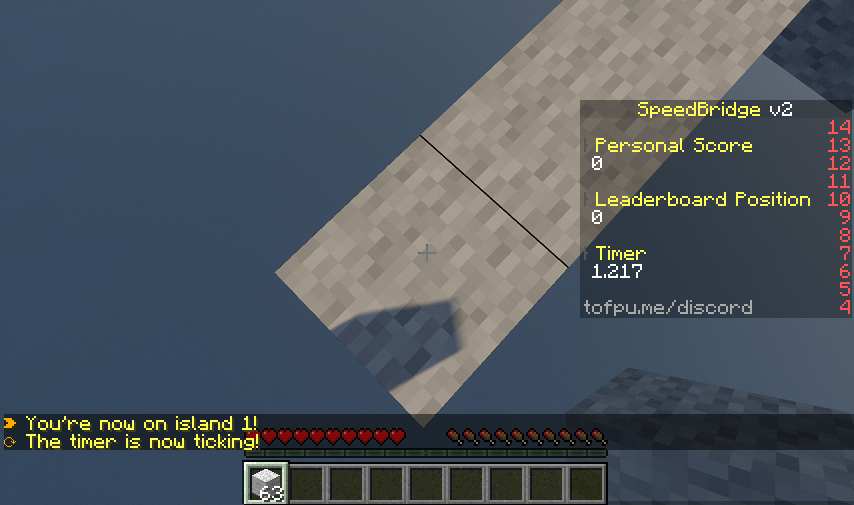 SpeedBridge v2
14
Personal Score 13
0 12
11
Leaderboard Position 10
0 9
8
Timer 7
1.217 6
5
tofpu.me/discord 4
You're now on island 1!
The timer is now ticking!
63